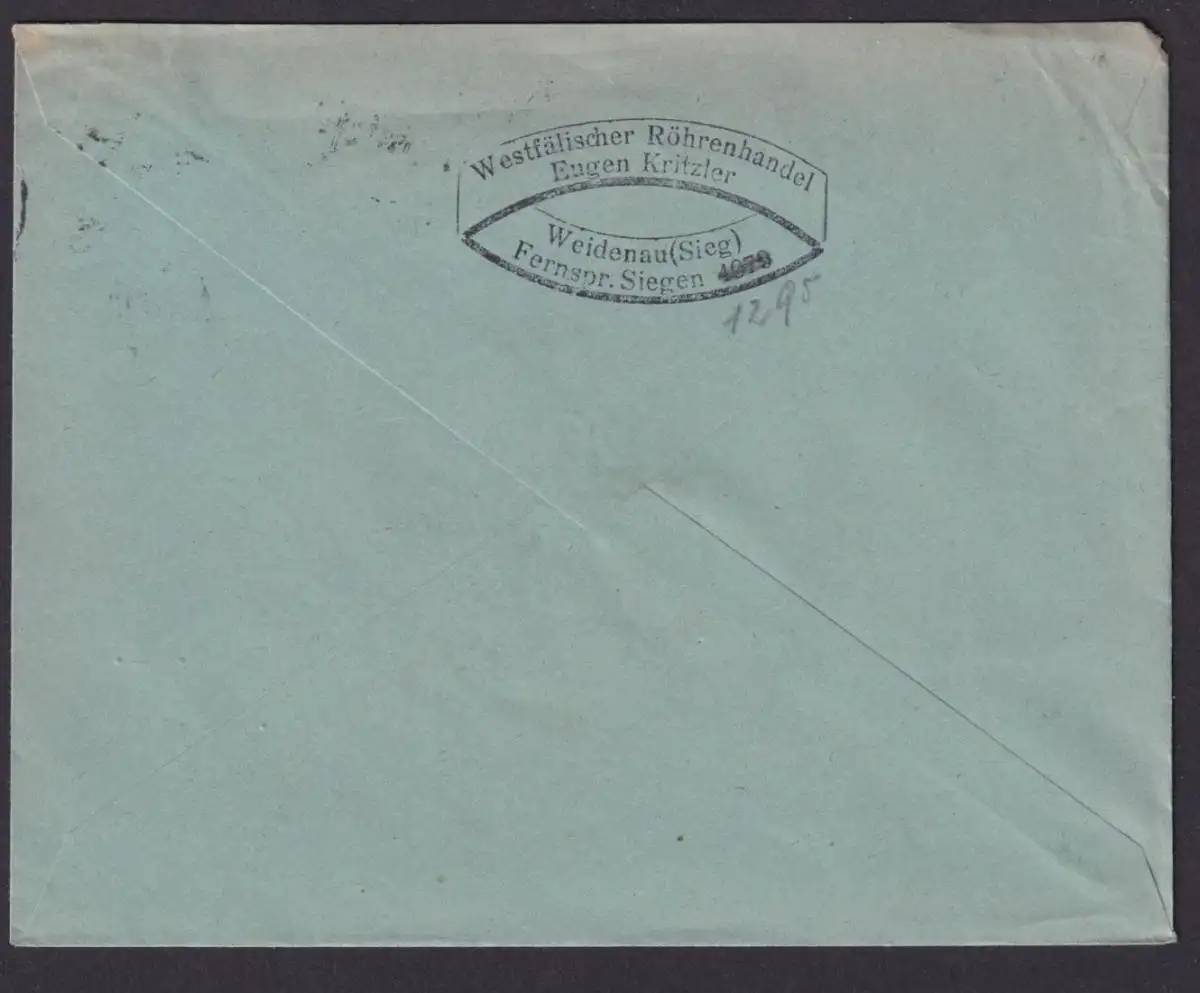 Westfälischer Röhrenhandel
Eugen Kritzler
Weidenau(Sieg)
Fernspr. Siegen 4079
1295